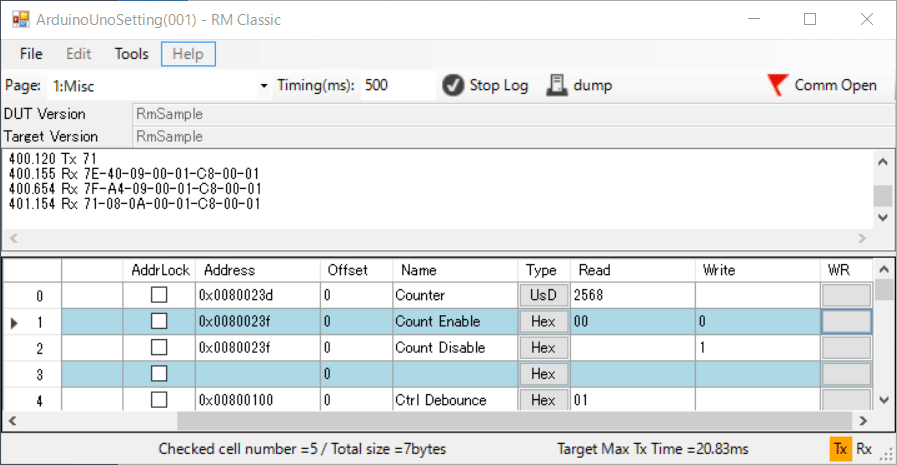 ArduinoUnoSetting(001) - RM Classic
File Edit Tools Help
Page: 1:Misc Timing(ms): 500 Stop Log dump Comm Open
DUT Version RmSample
Target Version RmSample
400.120 Tx 71
400.155 Rx 7E-40-09-00-01-C8-00-01
400.654 Rx 7F-A4-09-00-01-C8-00-01
401.154 Rx 71-08-0A-00-01-C8-00-01
AddrLock Address Offset Name Type Read Write WR
0 0x0080023d 0 Counter UsD 2568
1 0x0080023f 0 Count Enable Hex 00 0
2 0x0080023f 0 Count Disable Hex 1
3 0 Hex
4 0x00800100 0 Ctrl Debounce Hex 01
Checked cell number =5 / Total size =7bytes Target Max Tx Time =20.83ms Tx Rx